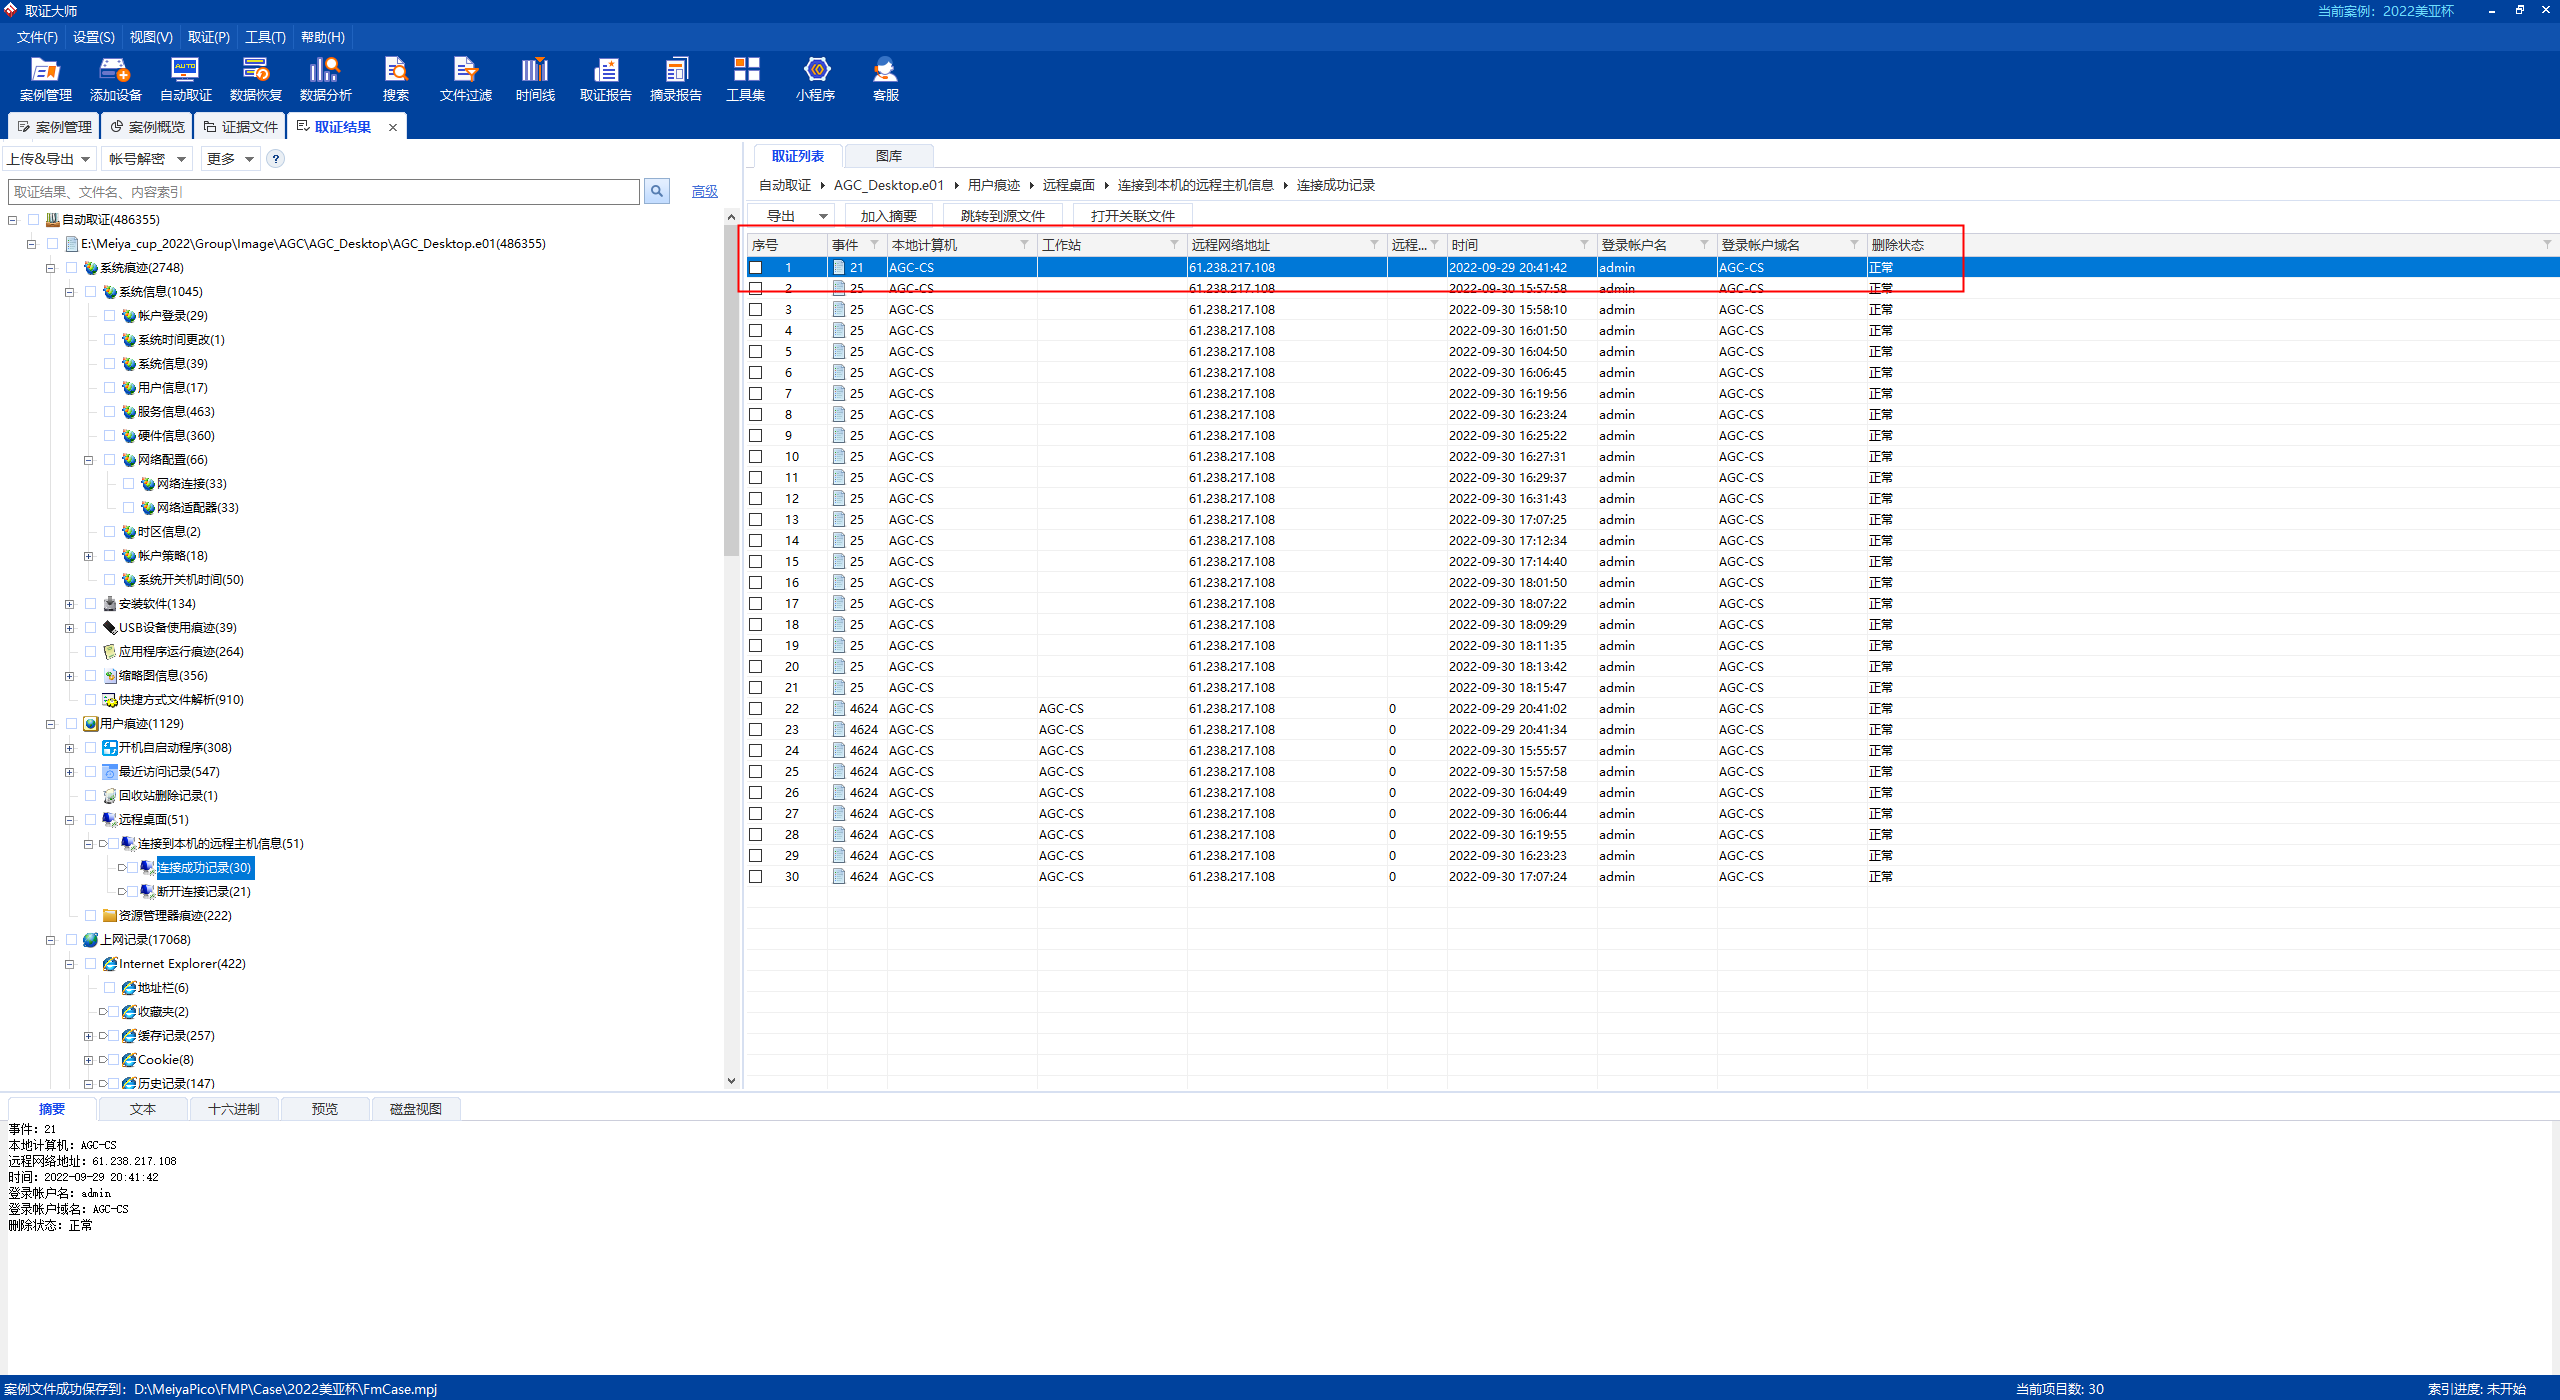 取证大师
当前案例：2022美亚杯
文件(F) 设置(S) 视图(V) 取证(P) 工具(T) 帮助(H)
案例管理 添加设备 自动取证 数据恢复 数据分析 搜索 文件过滤 时间线 取证报告 摘录报告 工具集 小程序 客服
案例管理 案例概览 证据文件 取证结果
上传&导出 帐号解密 更多 ?
取证结果、文件名、内容索引 高级
自动取证(486355)
E:\Meiya_cup_2022\Group\Image\AGC\AGC_Desktop\AGC_Desktop.e01(486355)
系统痕迹(2748)
系统信息(1045)
帐户登录(29)
系统时间更改(1)
系统信息(39)
用户信息(17)
服务信息(463)
硬件信息(360)
网络配置(66)
网络连接(33)
网络适配器(33)
时区信息(2)
帐户策略(18)
系统开关机时间(50)
安装软件(134)
USB设备使用痕迹(39)
应用程序运行痕迹(264)
缩略图信息(356)
快捷方式文件解析(910)
用户痕迹(1129)
开机自启动程序(308)
最近访问记录(547)
回收站删除记录(1)
远程桌面(51)
连接到本机的远程主机信息(51)
连接成功记录(30)
断开连接记录(21)
资源管理器痕迹(222)
上网记录(17068)
Internet Explorer(422)
地址栏(6)
收藏夹(2)
缓存记录(257)
Cookie(8)
历史记录(147)
取证列表 图库
自动取证 AGC_Desktop.e01 用户痕迹 远程桌面 连接到本机的远程主机信息 连接成功记录
导出 加入摘要 跳转到源文件 打开关联文件
序号 事件 本地计算机 工作站 远程网络地址 远程... 时间 登录帐户名 登录帐户域名 删除状态
1 21 AGC-CS 61.238.217.108 2022-09-29 20:41:42 admin AGC-CS 正常
2 25 AGC-CS 61.238.217.108 2022-09-30 15:57:58 admin AGC-CS 正常
3 25 AGC-CS 61.238.217.108 2022-09-30 15:58:10 admin AGC-CS 正常
4 25 AGC-CS 61.238.217.108 2022-09-30 16:01:50 admin AGC-CS 正常
5 25 AGC-CS 61.238.217.108 2022-09-30 16:04:50 admin AGC-CS 正常
6 25 AGC-CS 61.238.217.108 2022-09-30 16:06:45 admin AGC-CS 正常
7 25 AGC-CS 61.238.217.108 2022-09-30 16:19:56 admin AGC-CS 正常
8 25 AGC-CS 61.238.217.108 2022-09-30 16:23:24 admin AGC-CS 正常
9 25 AGC-CS 61.238.217.108 2022-09-30 16:25:22 admin AGC-CS 正常
10 25 AGC-CS 61.238.217.108 2022-09-30 16:27:31 admin AGC-CS 正常
11 25 AGC-CS 61.238.217.108 2022-09-30 16:29:37 admin AGC-CS 正常
12 25 AGC-CS 61.238.217.108 2022-09-30 16:31:43 admin AGC-CS 正常
13 25 AGC-CS 61.238.217.108 2022-09-30 17:07:25 admin AGC-CS 正常
14 25 AGC-CS 61.238.217.108 2022-09-30 17:12:34 admin AGC-CS 正常
15 25 AGC-CS 61.238.217.108 2022-09-30 17:14:40 admin AGC-CS 正常
16 25 AGC-CS 61.238.217.108 2022-09-30 18:01:50 admin AGC-CS 正常
17 25 AGC-CS 61.238.217.108 2022-09-30 18:07:22 admin AGC-CS 正常
18 25 AGC-CS 61.238.217.108 2022-09-30 18:09:29 admin AGC-CS 正常
19 25 AGC-CS 61.238.217.108 2022-09-30 18:11:35 admin AGC-CS 正常
20 25 AGC-CS 61.238.217.108 2022-09-30 18:13:42 admin AGC-CS 正常
21 25 AGC-CS 61.238.217.108 2022-09-30 18:15:47 admin AGC-CS 正常
22 4624 AGC-CS AGC-CS 61.238.217.108 0 2022-09-29 20:41:02 admin AGC-CS 正常
23 4624 AGC-CS AGC-CS 61.238.217.108 0 2022-09-29 20:41:34 admin AGC-CS 正常
24 4624 AGC-CS AGC-CS 61.238.217.108 0 2022-09-30 15:55:57 admin AGC-CS 正常
25 4624 AGC-CS AGC-CS 61.238.217.108 0 2022-09-30 15:57:58 admin AGC-CS 正常
26 4624 AGC-CS AGC-CS 61.238.217.108 0 2022-09-30 16:04:49 admin AGC-CS 正常
27 4624 AGC-CS AGC-CS 61.238.217.108 0 2022-09-30 16:06:44 admin AGC-CS 正常
28 4624 AGC-CS AGC-CS 61.238.217.108 0 2022-09-30 16:19:55 admin AGC-CS 正常
29 4624 AGC-CS AGC-CS 61.238.217.108 0 2022-09-30 16:23:23 admin AGC-CS 正常
30 4624 AGC-CS AGC-CS 61.238.217.108 0 2022-09-30 17:07:24 admin AGC-CS 正常
摘要 文本 十六进制 预览 磁盘视图
事件：21
本地计算机：AGC-CS
远程网络地址：61.238.217.108
时间：2022-09-29 20:41:42
登录帐户名：admin
登录帐户域名：AGC-CS
删除状态：正常
案例文件成功保存到：D:\MeiyaPico\FMP\Case\2022美亚杯\FmCase.mpj
当前项目数: 30
索引进度: 未开始